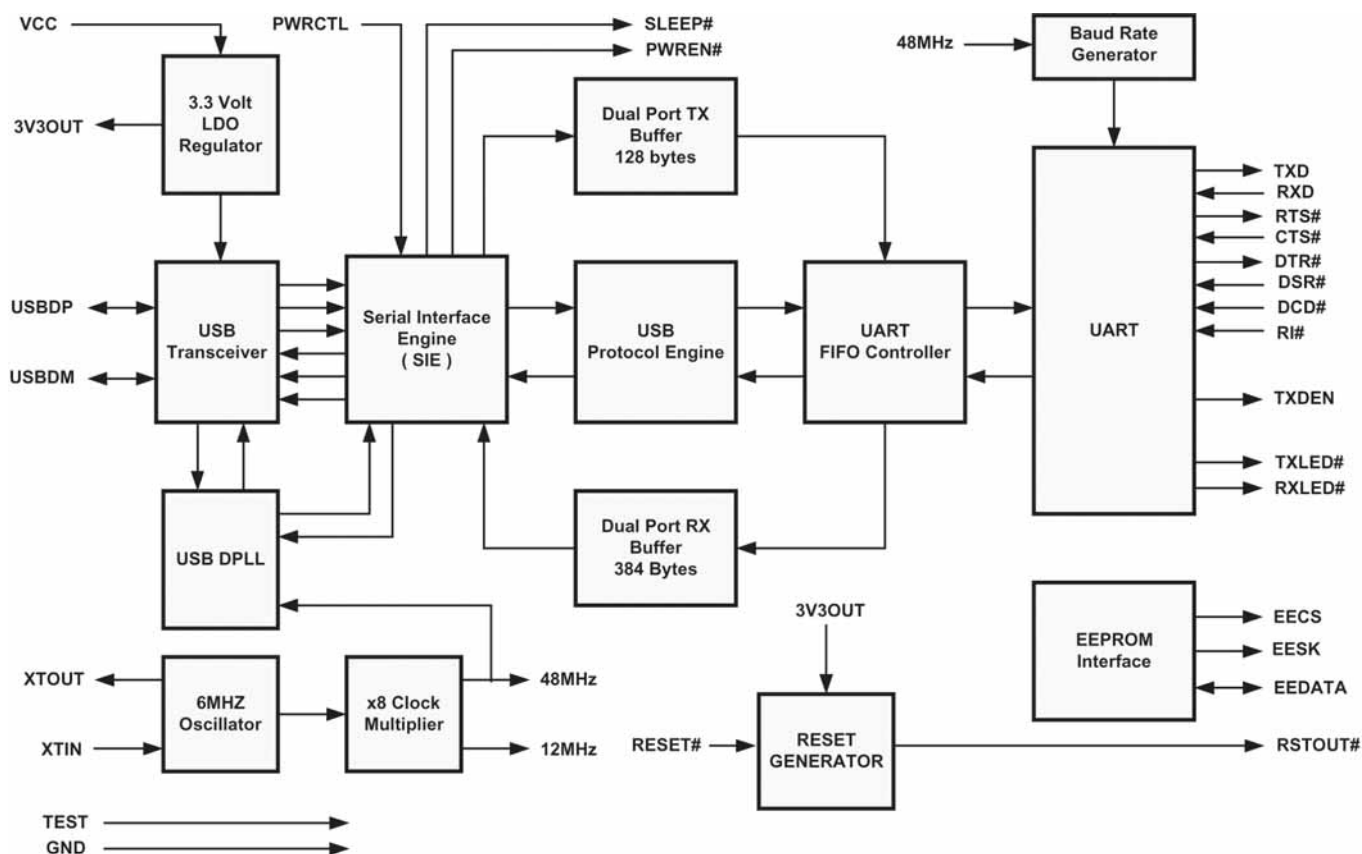 VCC
PWRCTL
SLEEP#
PWREN#
48MHz
Baud Rate
Generator
3.3 Volt
LDO
Regulator
3V3OUT
Dual Port TX
Buffer
128 bytes
TXD
RXD
RTS#
CTS#
DTR#
DSR#
DCD#
RI#
TXDEN
TXLED#
RXLED#
USBDP
USBDM
USB
Transceiver
Serial Interface
Engine
( SIE )
USB
Protocol Engine
UART
FIFO Controller
UART
USB DPLL
Dual Port RX
Buffer
384 Bytes
3V3OUT
EEPROM
Interface
EECS
EESK
EEDATA
XTOUT
XTIN
6MHZ
Oscillator
x8 Clock
Multiplier
48MHz
12MHz
RESET#
RESET
GENERATOR
RSTOUT#
TEST
GND